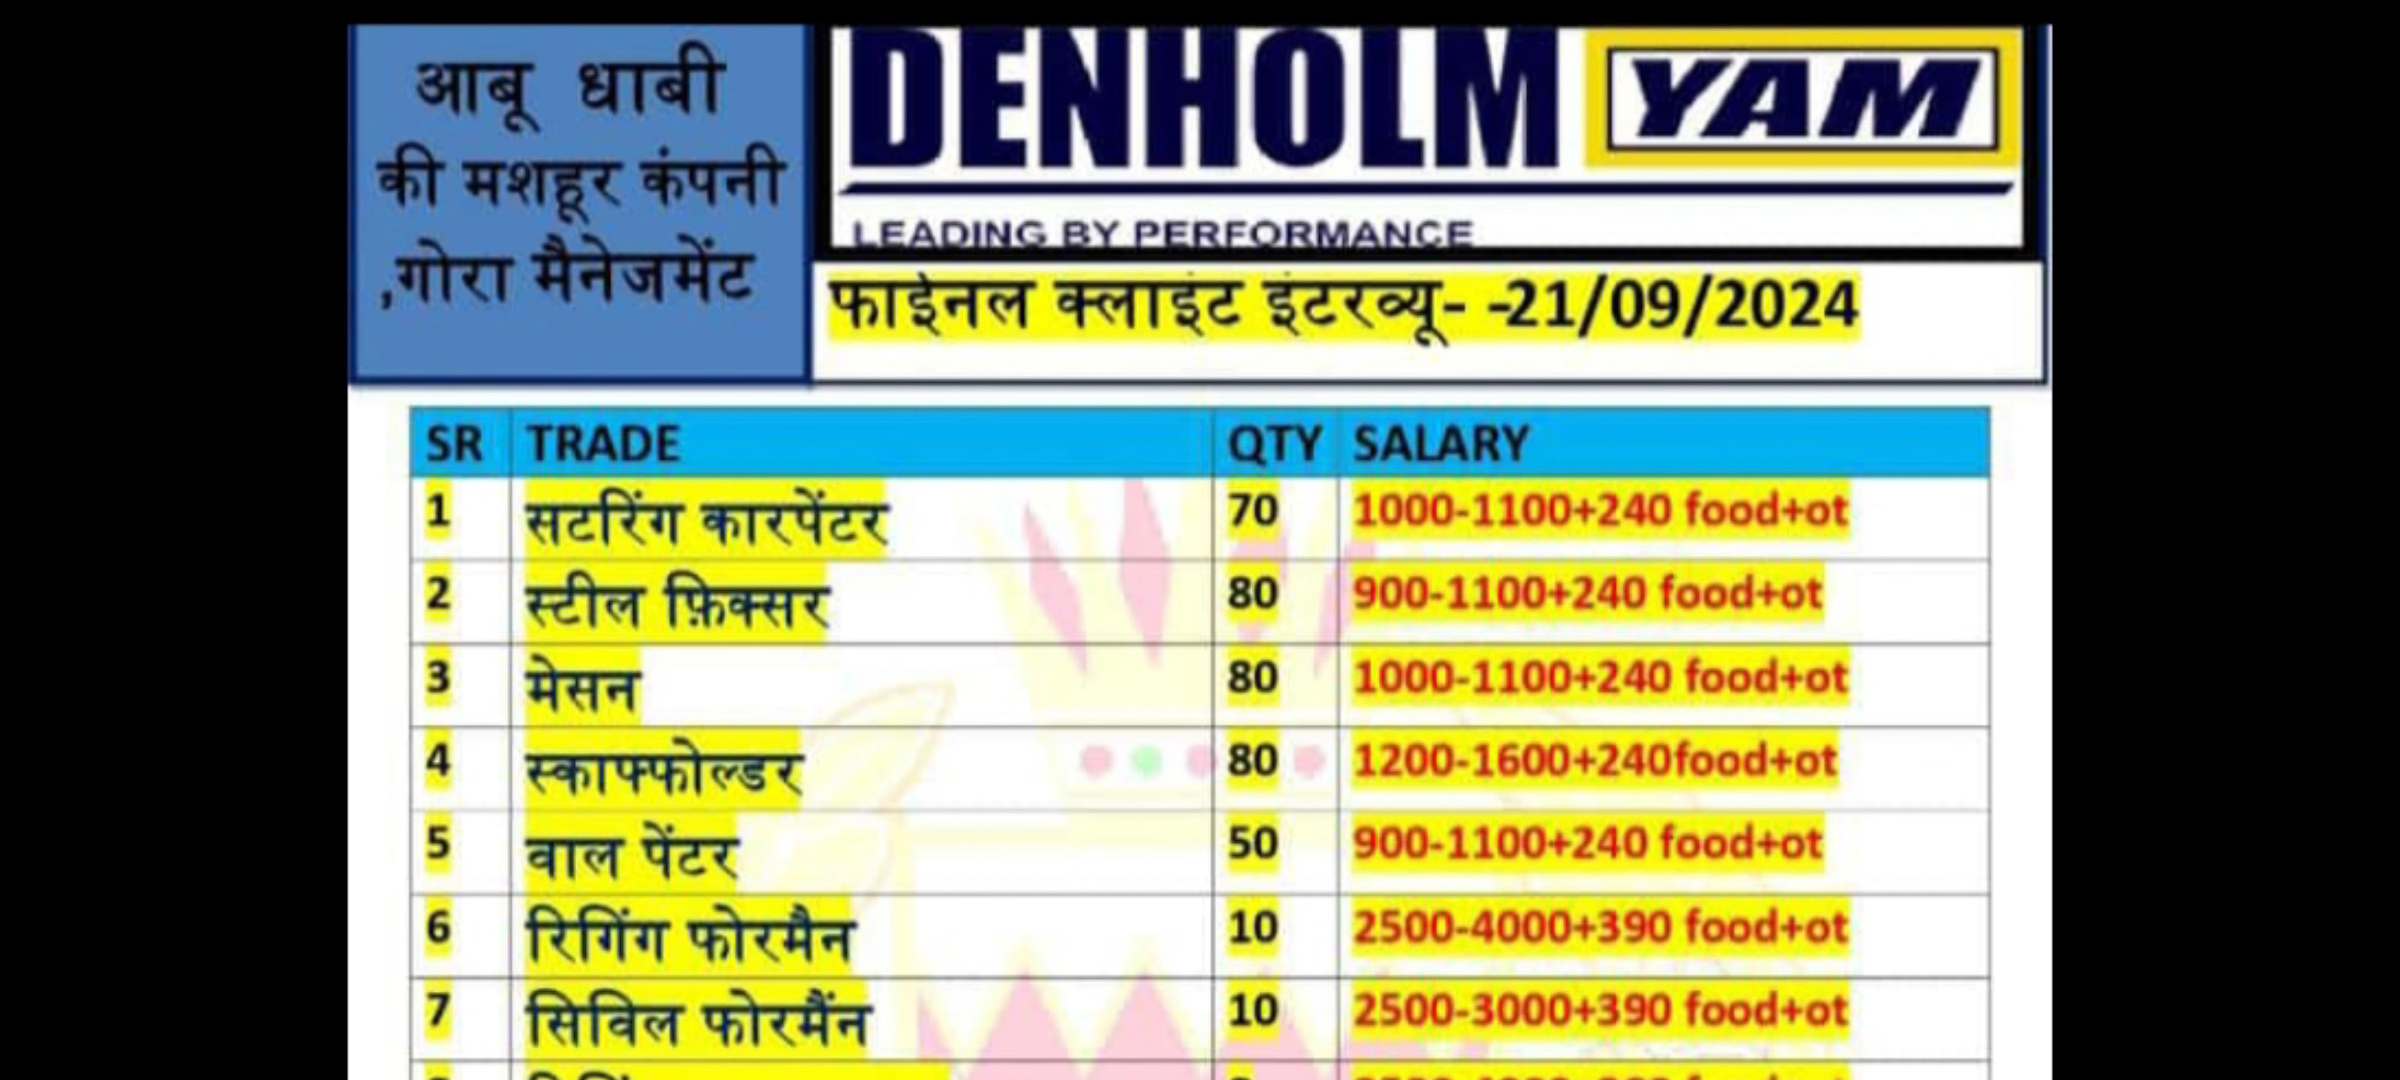 आबू धाबी
की मशहूर कंपनी
,गोरा मैनेजमेंट
DENHOLM YAM
LEADING BY PERFORMANCE
फाईनल क्लाइंट इंटरव्यू- -21/09/2024
SR TRADE QTY SALARY
1 सटरिंग कारपेंटर 70 1000-1100+240 food+ot
2 स्टील फ़िक्सर 80 900-1100+240 food+ot
3 मेसन 80 1000-1100+240 food+ot
4 स्काफ्फोल्डर 80 1200-1600+240food+ot
5 वाल पेंटर 50 900-1100+240 food+ot
6 रिगिंग फोरमैन 10 2500-4000+390 food+ot
7 सिविल फोरमैंन 10 2500-3000+390 food+ot